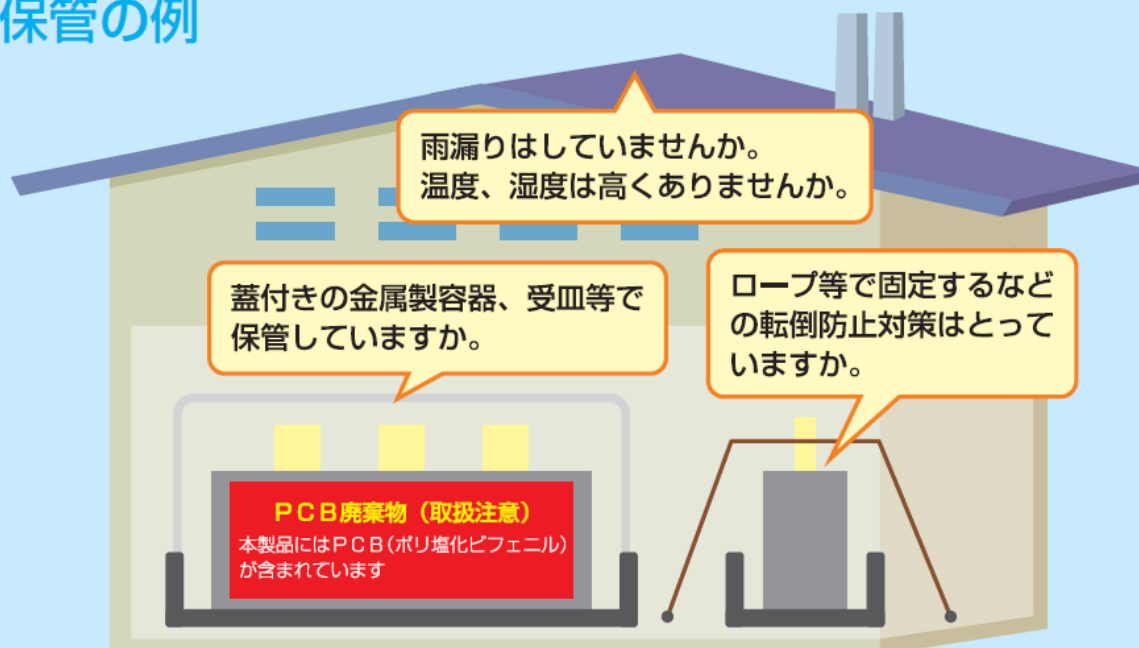 保管の例
雨漏りはしていませんか。
温度、湿度は高くありませんか。
蓋付きの金属製容器、受皿等で
保管していますか。
ロープ等で固定するなど
の転倒防止対策はとって
いますか。
ＰＣＢ廃棄物（取扱注意）
本製品にはＰＣＢ（ポリ塩化ビフェニル）
が含まれています